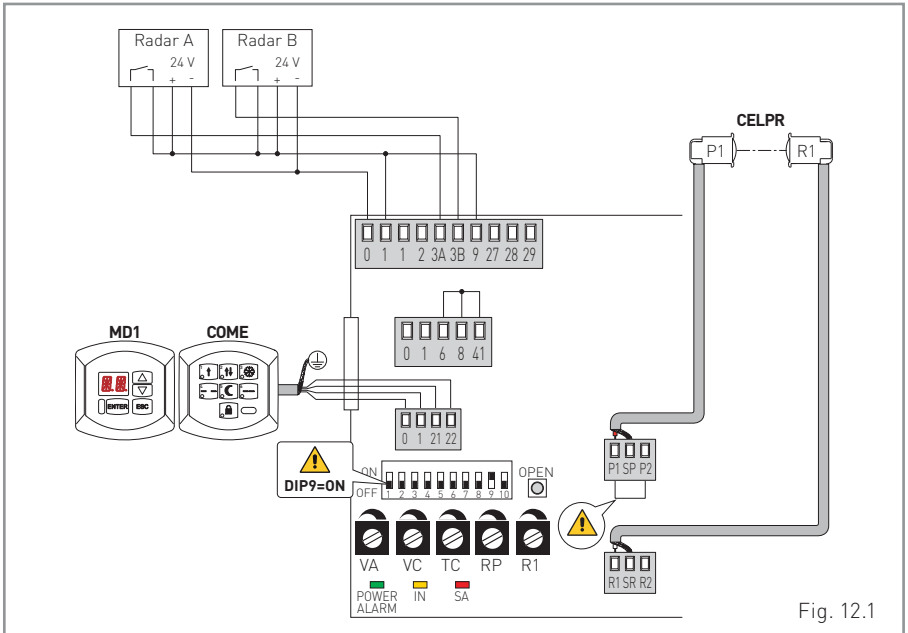 Radar A
24 V
+ -
Radar B
24 V
+ -
CELPR
P1
R1
0 1 1 2 3A 3B 9 27 28 29
0 1 6 8 41
MD1
COME
ENTER
ESC
0 1 21 22
DIP9=ON
ON
OFF
1 2 3 4 5 6 7 8 9 10
OPEN
P1 SP P2
VA VC TC RP R1
POWER
ALARM
IN
SA
R1 SR R2
Fig. 12.1